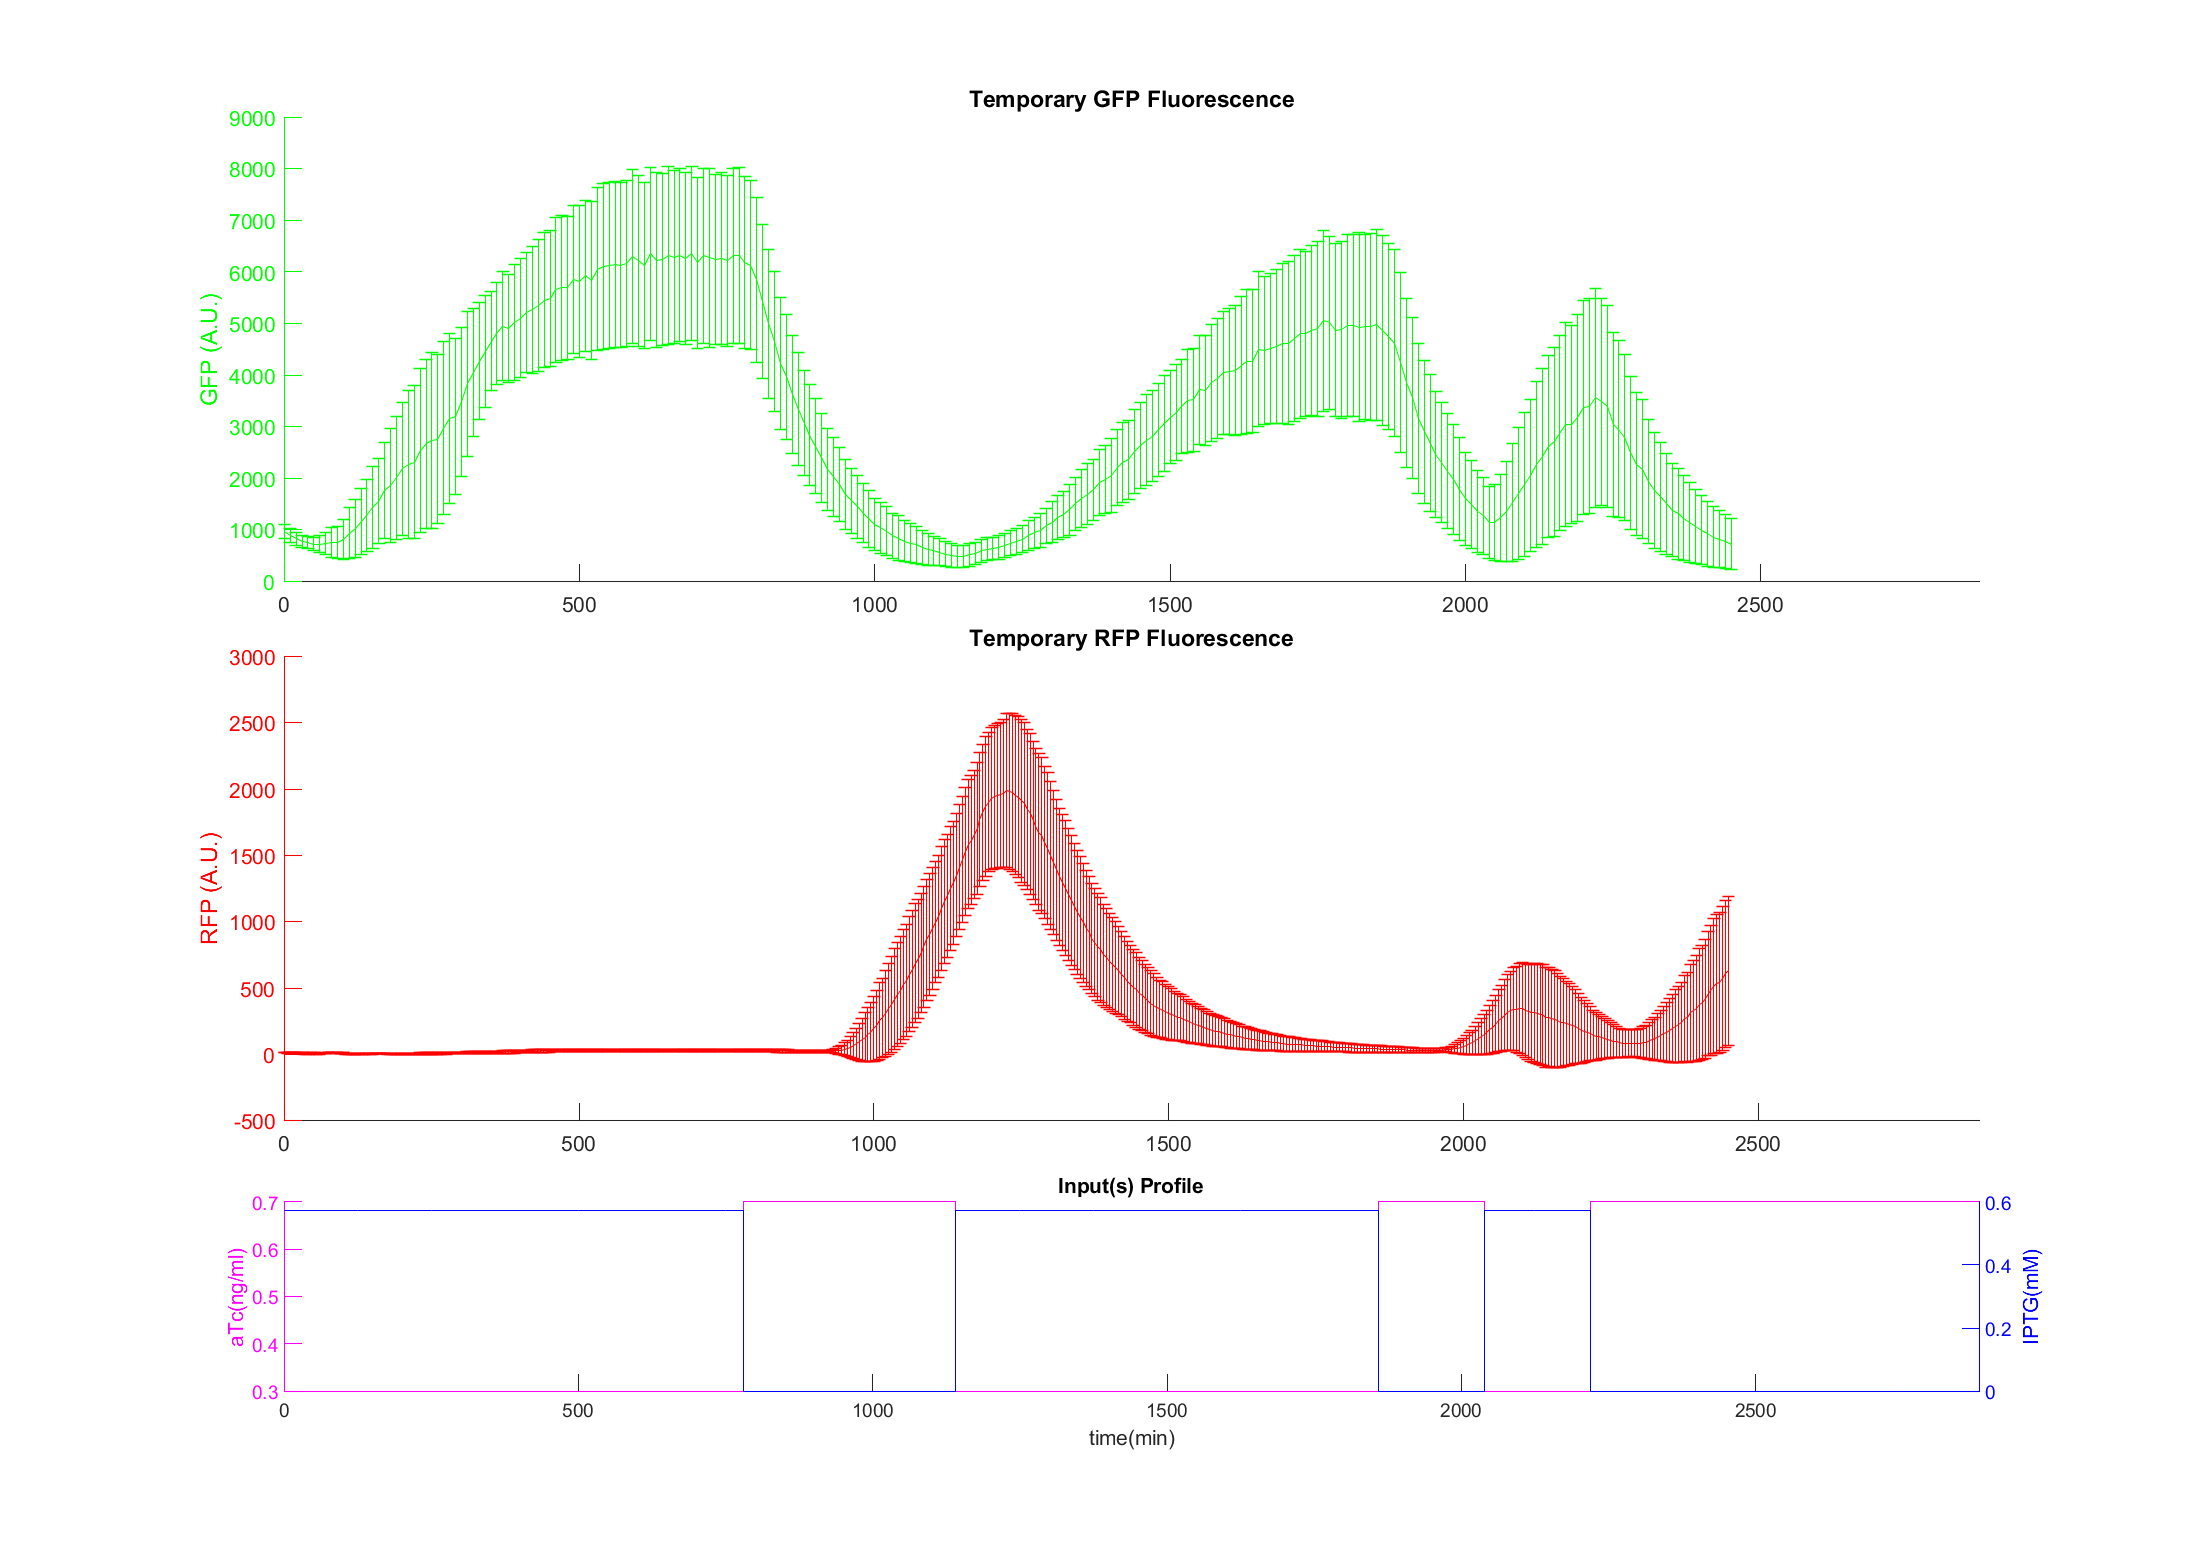 Temporary GFP Fluorescence
9000
8000
7000
6000
5000
4000
3000
2000
1000
0
GFP (A.U.)
0 500 1000 1500 2000 2500
Temporary RFP Fluorescence
3000
2500
2000
1500
1000
500
0
-500
RFP (A.U.)
0 500 1000 1500 2000 2500
Input(s) Profile
0.7
0.6
0.5
0.4
0.3
aTc(ng/ml)
0.6
0.4
0.2
0
IPTG(mM)
0 500 1000 1500 2000 2500
time(min)